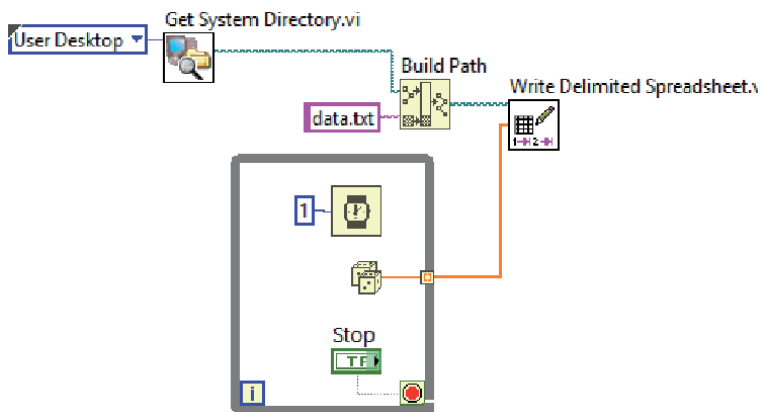 Get System Directory.vi
User Desktop
Build Path
Write Delimited Spreadsheet.v
data.txt
1
Stop
TF
i